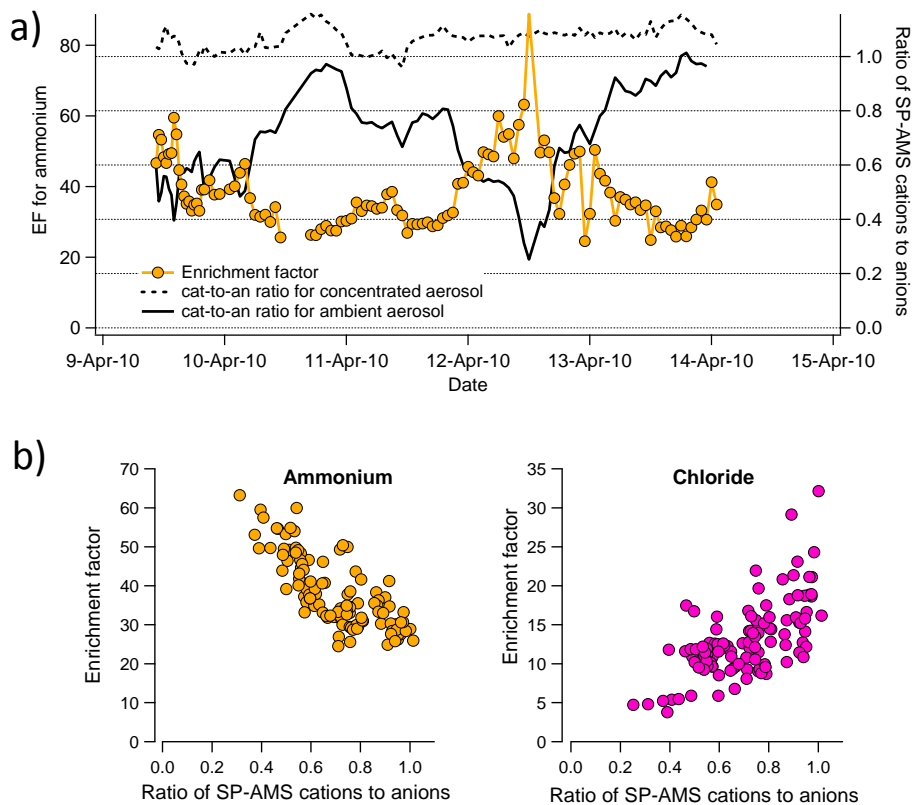 a)
80
60
40
20
0
EF for ammonium
1.0
0.8
0.6
0.4
0.2
0.0
Ratio of SP-AMS cations to anions
Enrichment factor
cat-to-an ratio for concentrated aerosol
cat-to-an ratio for ambient aerosol
9-Apr-10 10-Apr-10 11-Apr-10 12-Apr-10 13-Apr-10 14-Apr-10 15-Apr-10
Date
b)
Ammonium
70
60
50
40
30
20
10
0
Enrichment factor
0.0 0.2 0.4 0.6 0.8 1.0
Ratio of SP-AMS cations to anions
Chloride
35
30
25
20
15
10
5
0
Enrichment factor
0.0 0.2 0.4 0.6 0.8 1.0
Ratio of SP-AMS cations to anions